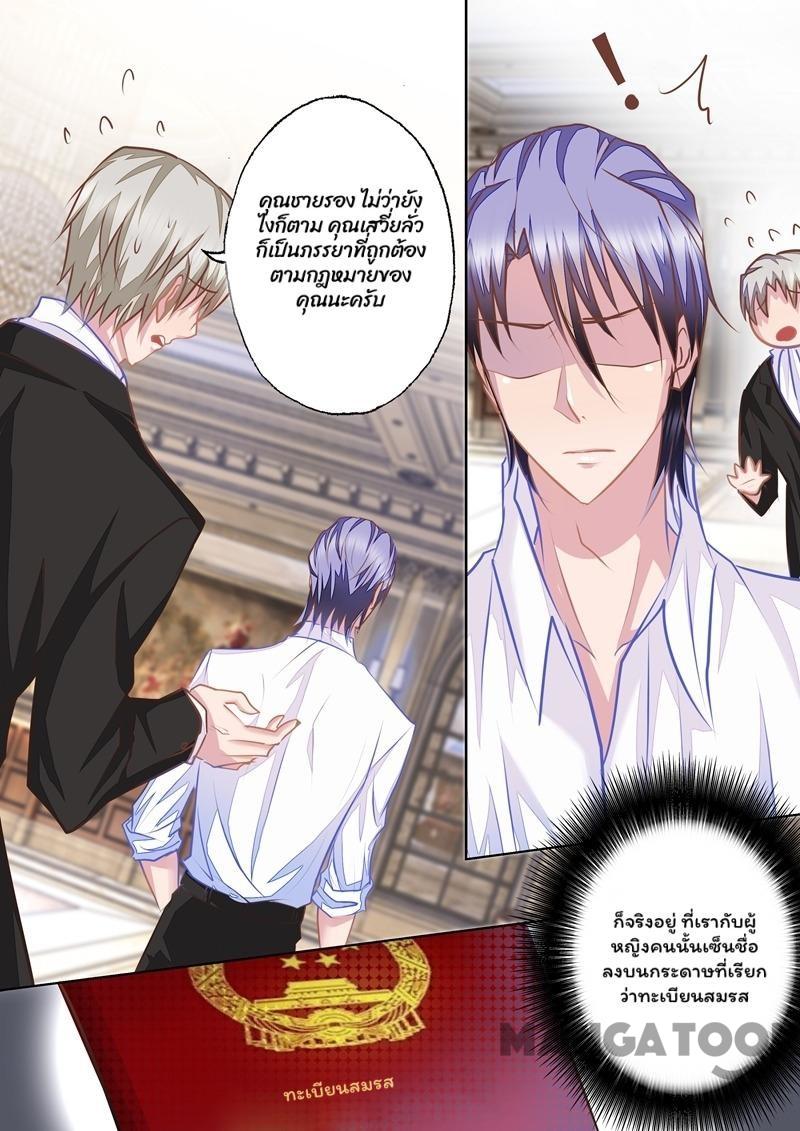 คุณชายรอง ไม่ว่ายัง
ไงก็ตาม คุณเสวี่ยลั่ว
ก็เป็นภรรยาที่ถูกต้อง
ตามกฎหมายของ
คุณนะครับ
!
ก็จริงอยู่ ที่เรากับผู้
หญิงคนนั้นเซ็นชื่อ
ลงบนกระดาษที่เรียก
ว่าทะเบียนสมรส
MANGATOON
ทะเบียนสมรส